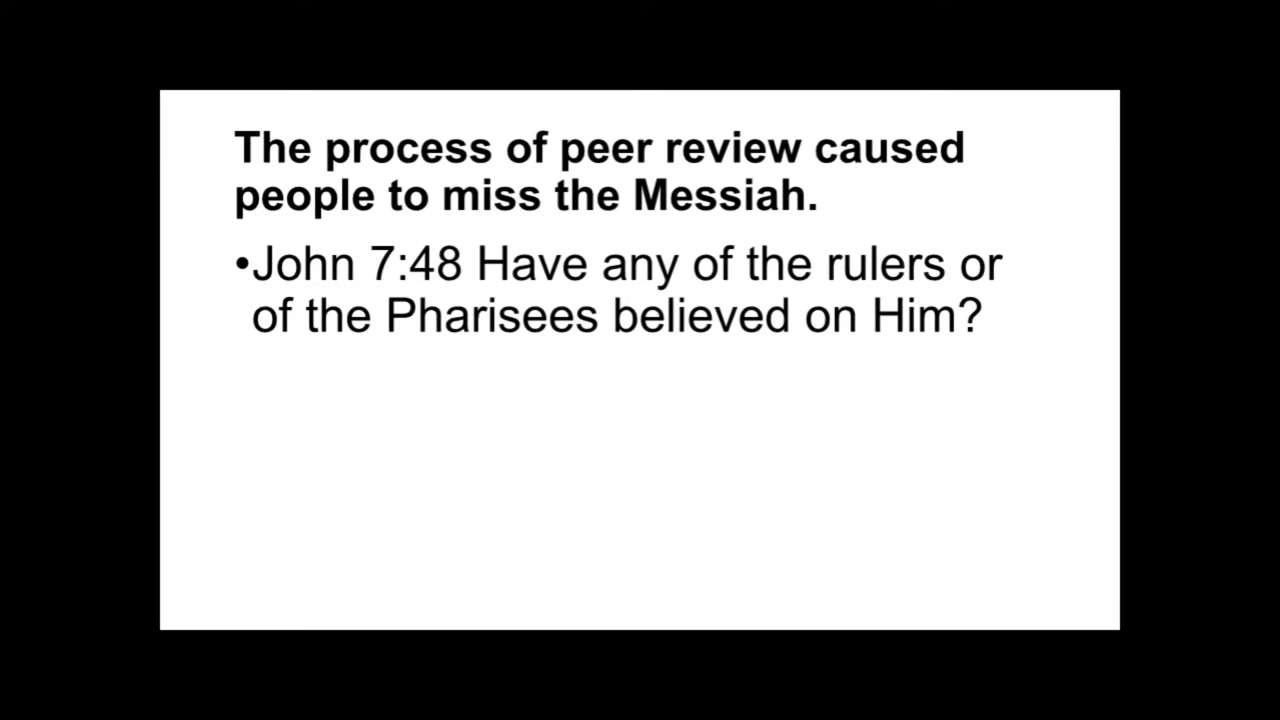 The process of peer review caused
people to miss the Messiah.
•John 7:48 Have any of the rulers or
of the Pharisees believed on Him?